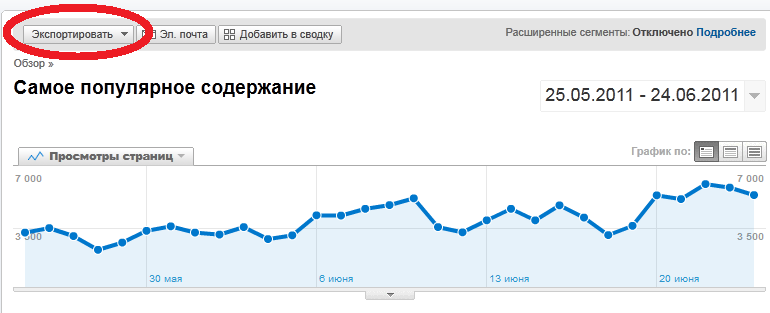 Экспортировать Эл. почта Добавить в сводку Расширенные сегменты: Отключено Подробнее
Обзор »
Самое популярное содержание
25.05.2011 - 24.06.2011
Просмотры страниц График по:
7 000 7 000
3 500 3 500
30 мая 6 июня 13 июня 20 июня